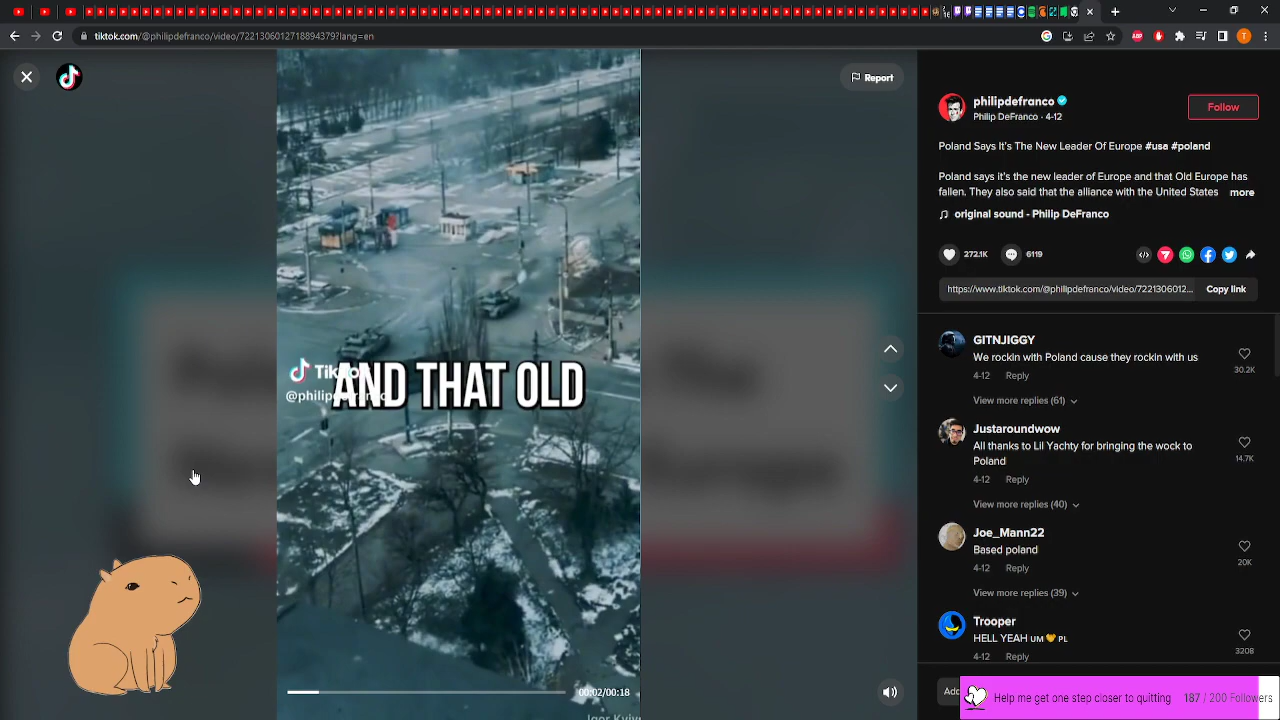 tiktok.com/@philipdefranco/video/7221306012718894379?lang=en
Report
AND THAT OLD
TikTok
00:02/00:18
philipdefranco
Philip DeFranco · 4-12
Follow
Poland Says it's The New Leader Of Europe #usa #poland
Poland says it's the new leader of Europe and that Old Europe has
fallen. They also said that the alliance with the United States more
original sound - Philip DeFranco
272.1K
6119
https://www.tiktok.com/@philipdefranco/video/7221306012...
Copy link
GITNJIGGY
We rockin with Poland cause they rockin with us
4-12 Reply
30.2K
View more replies (61)
Justaroundwow
All thanks to Lil Yachty for bringing the wock to
Poland
14.7K
4-12 Reply
View more replies (40)
Joe_Mann22
Based poland
4-12 Reply
20K
View more replies (39)
Trooper
HELL YEAH
4-12 Reply
3208
Help me get one step closer to quitting 187 / 200 Followers